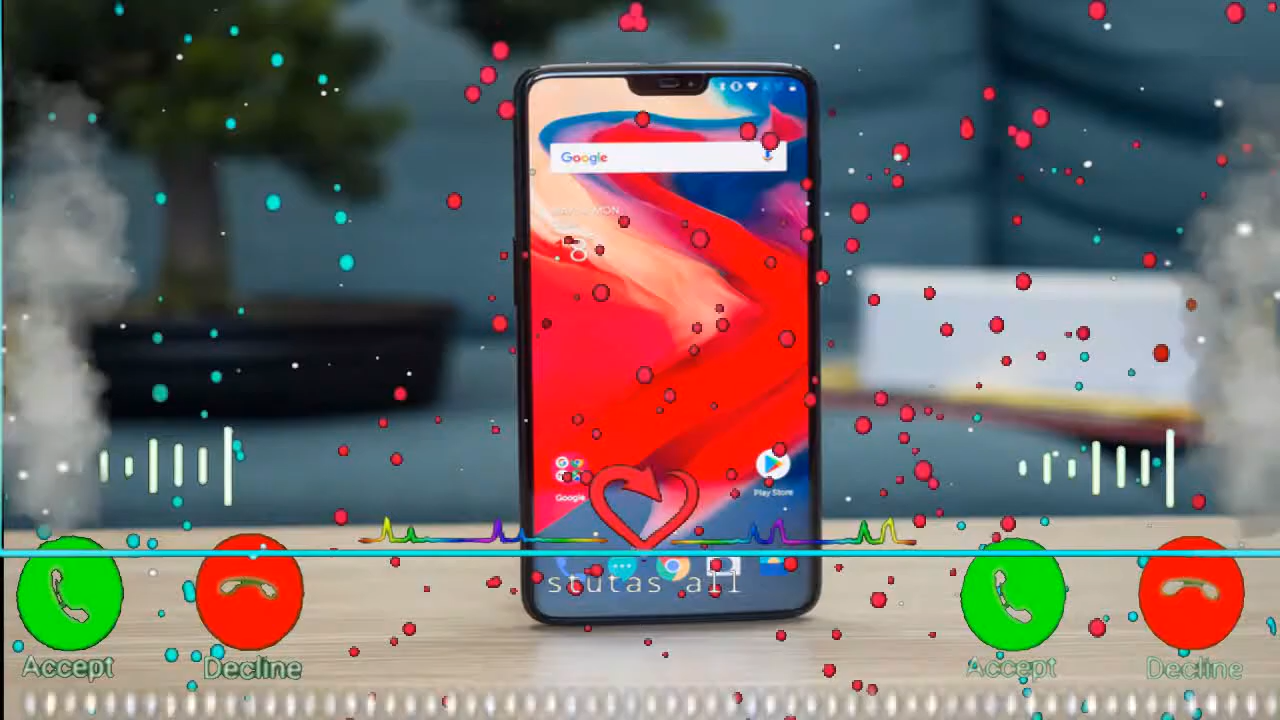 Google
Google
Play Store
stutas all
Accept
Decline
Accept
Decline